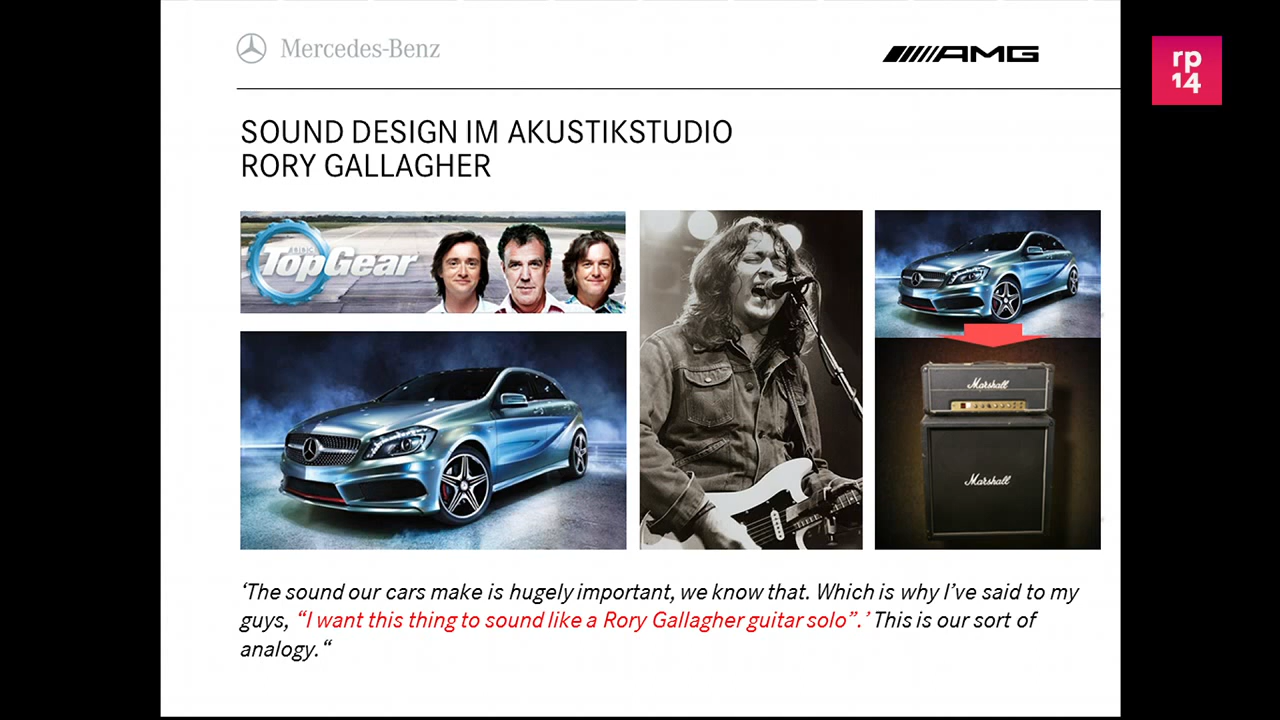 Mercedes-Benz
AMG
rp
14
SOUND DESIGN IM AKUSTIKSTUDIO
RORY GALLAGHER
BBC
TopGear
Marshall
Marshall
‘The sound our cars make is hugely important, we know that. Which is why I’ve said to my
guys, “I want this thing to sound like a Rory Gallagher guitar solo”.’ This is our sort of
analogy.“